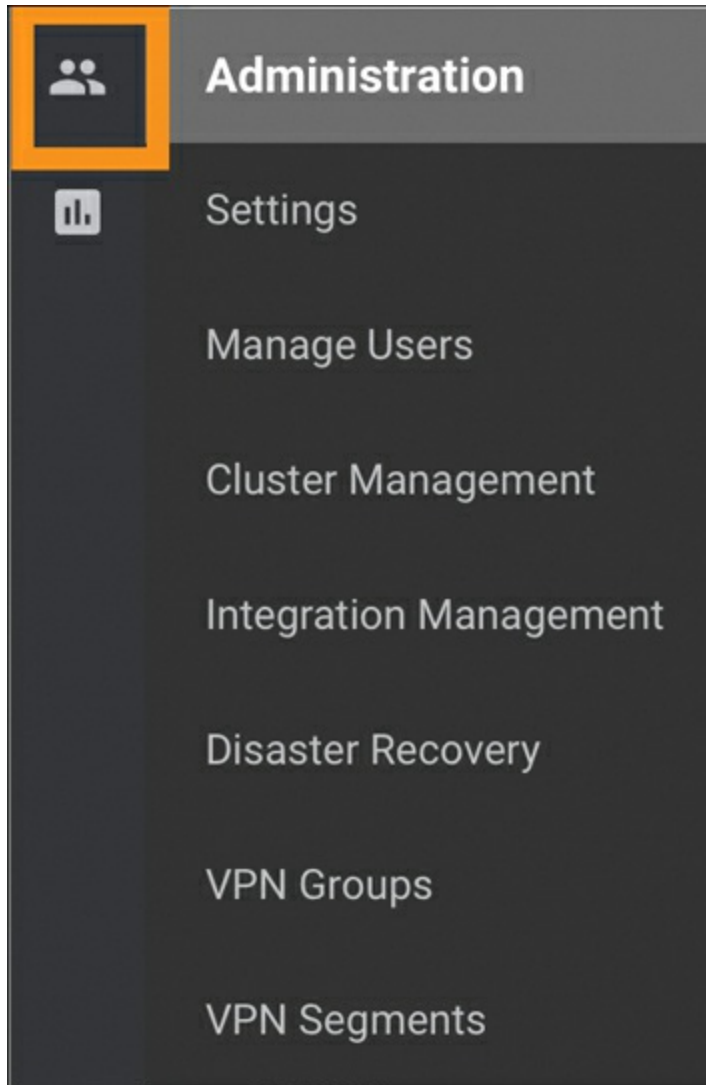 Administration
Settings
Manage Users
Cluster Management
Integration Management
Disaster Recovery
VPN Groups
VPN Segments